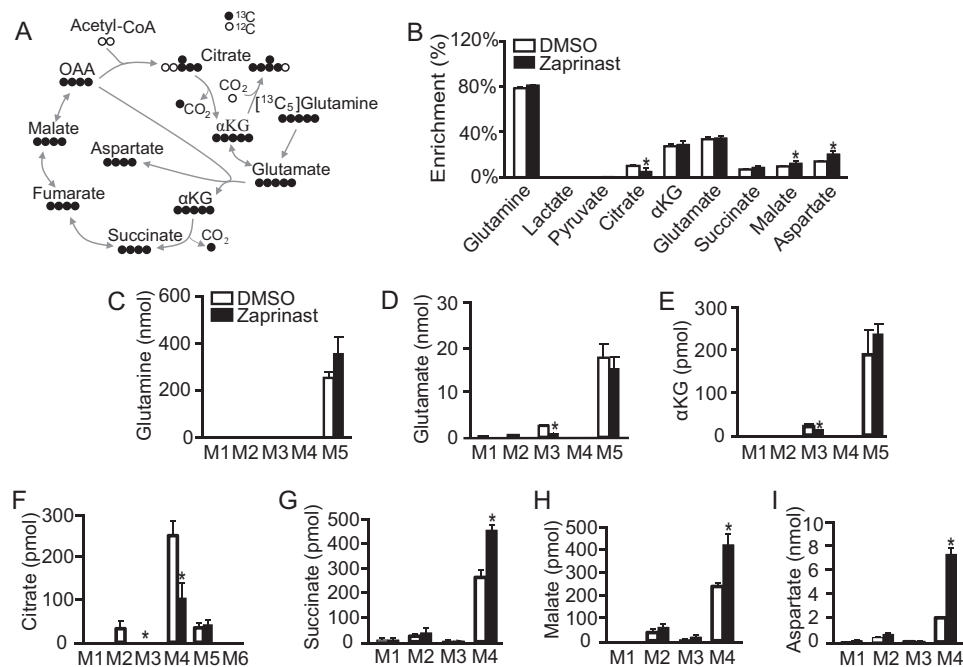 A
Acetyl-CoA
13C
12C
Citrate
OAA
CO2
CO2
[13C5]Glutamine
αKG
Malate
Aspartate
Glutamate
Fumarate
αKG
Succinate
CO2
B
Enrichment (%)
120%
80%
40%
0%
DMSO
Zaprinast
* * *
Glutamine Lactate Pyruvate Citrate αKG Glutamate Succinate Malate Aspartate
C
Glutamine (nmol)
600
400
200
0
DMSO
Zaprinast
M1 M2 M3 M4 M5
D
Glutamate (nmol)
30
20
10
0
*
M1 M2 M3 M4 M5
E
αKG (pmol)
300
200
100
0
*
M1 M2 M3 M4 M5
F
Citrate (pmol)
300
200
100
0
* *
M1 M2 M3 M4 M5 M6
G
Succinate (pmol)
500
400
300
200
100
0
*
M1 M2 M3 M4
H
Malate (pmol)
500
400
300
200
100
0
*
M1 M2 M3 M4
I
Aspartate (nmol)
10
8
6
4
2
0
*
M1 M2 M3 M4